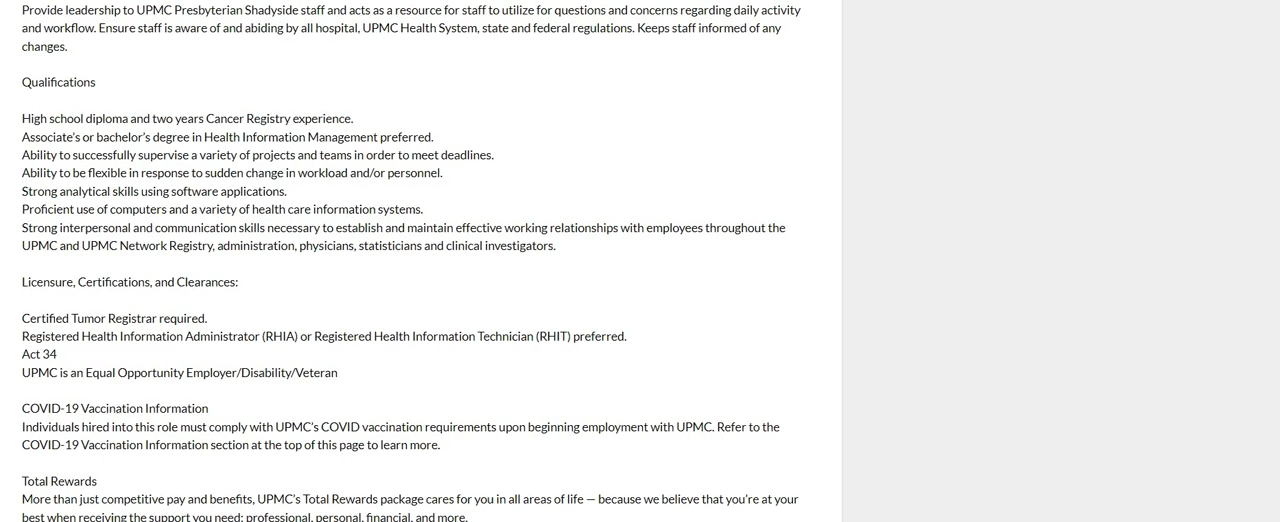 Provide leadership to UPMC Presbyterian Shadyside staff and acts as a resource for staff to utilize for questions and concerns regarding daily activity
and workflow. Ensure staff is aware of and abiding by all hospital, UPMC Health System, state and federal regulations. Keeps staff informed of any
changes.
Qualifications
High school diploma and two years Cancer Registry experience.
Associate's or bachelor's degree in Health Information Management preferred.
Ability to successfully supervise a variety of projects and teams in order to meet deadlines.
Ability to be flexible in response to sudden change in workload and/or personnel.
Strong analytical skills using software applications.
Proficient use of computers and a variety of health care information systems.
Strong interpersonal and communication skills necessary to establish and maintain effective working relationships with employees throughout the
UPMC and UPMC Network Registry, administration, physicians, statisticians and clinical investigators.
Licensure, Certifications, and Clearances:
Certified Tumor Registrar required.
Registered Health Information Administrator (RHIA) or Registered Health Information Technician (RHIT) preferred.
Act 34
UPMC is an Equal Opportunity Employer/Disability/Veteran
COVID-19 Vaccination Information
Individuals hired into this role must comply with UPMC's COVID vaccination requirements upon beginning employment with UPMC. Refer to the
COVID-19 Vaccination Information section at the top of this page to learn more.
Total Rewards
More than just competitive pay and benefits, UPMC's Total Rewards package cares for you in all areas of life — because we believe that you're at your
best when receiving the support you need: professional, personal, financial, and more.